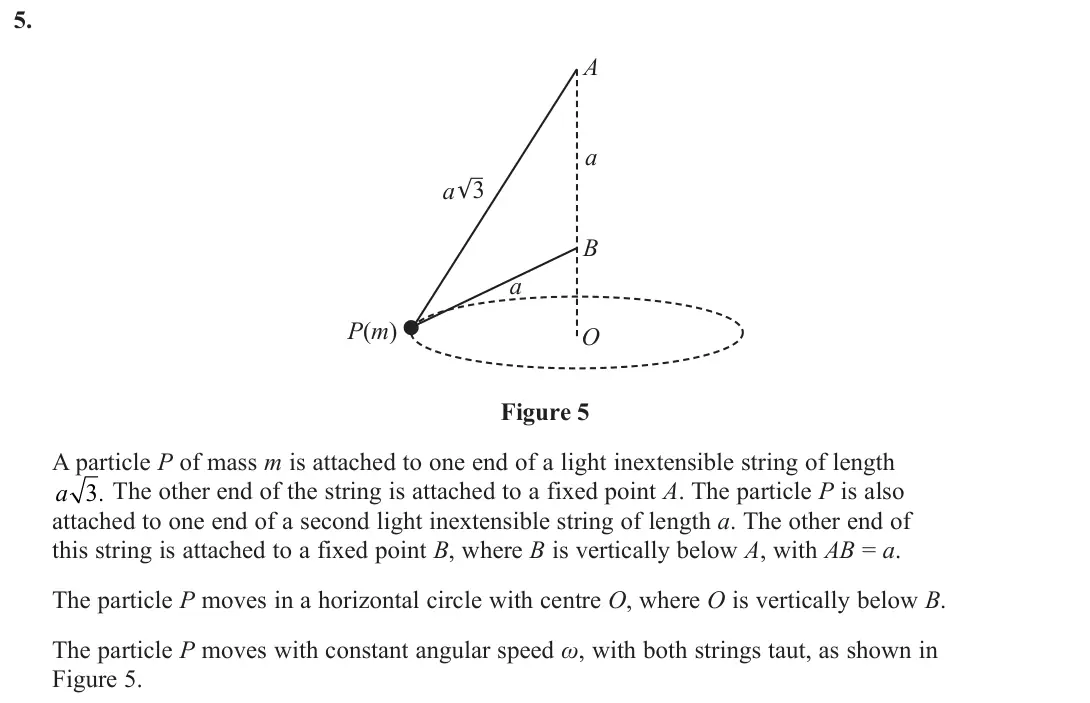 5.
A
a
a√3
B
a
P(m)
O
Figure 5
A particle P of mass m is attached to one end of a light inextensible string of length
a√3. The other end of the string is attached to a fixed point A. The particle P is also
attached to one end of a second light inextensible string of length a. The other end of
this string is attached to a fixed point B, where B is vertically below A, with AB = a.
The particle P moves in a horizontal circle with centre O, where O is vertically below B.
The particle P moves with constant angular speed ω, with both strings taut, as shown in
Figure 5.